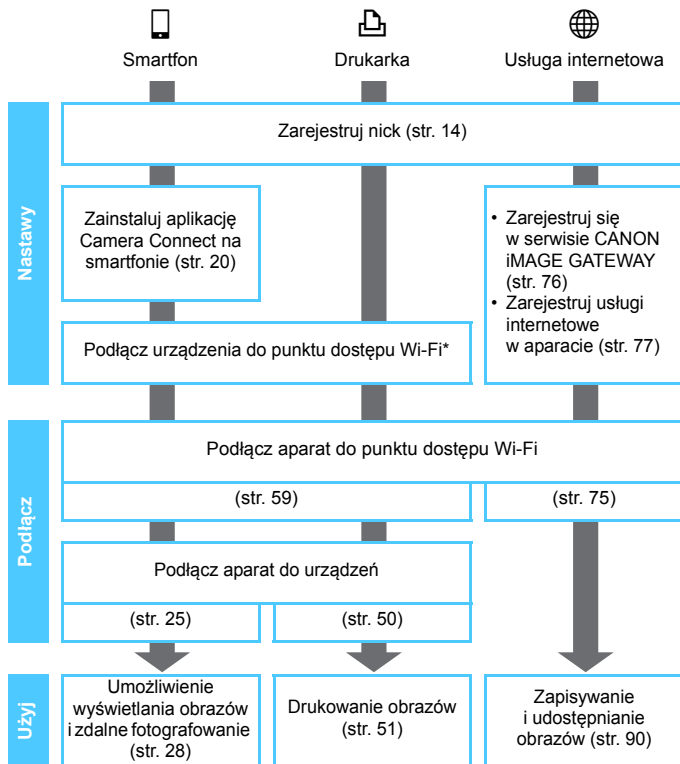 Smartfon
Drukarka
Usługa internetowa
Nastawy
Zarejestruj nick (str. 14)
Zainstaluj aplikację
Camera Connect na
smartfonie (str. 20)
• Zarejestruj się
w serwisie CANON
iMAGE GATEWAY
(str. 76)
• Zarejestruj usługi
internetowe
w aparacie (str. 77)
Podłącz urządzenia do punktu dostępu Wi-Fi*
Podłącz
Podłącz aparat do punktu dostępu Wi-Fi
(str. 59)
(str. 75)
Podłącz aparat do urządzeń
(str. 25)
(str. 50)
Użyj
Umożliwienie
wyświetlania obrazów
i zdalne fotografowanie
(str. 28)
Drukowanie obrazów
(str. 51)
Zapisywanie
i udostępnianie
obrazów (str. 90)